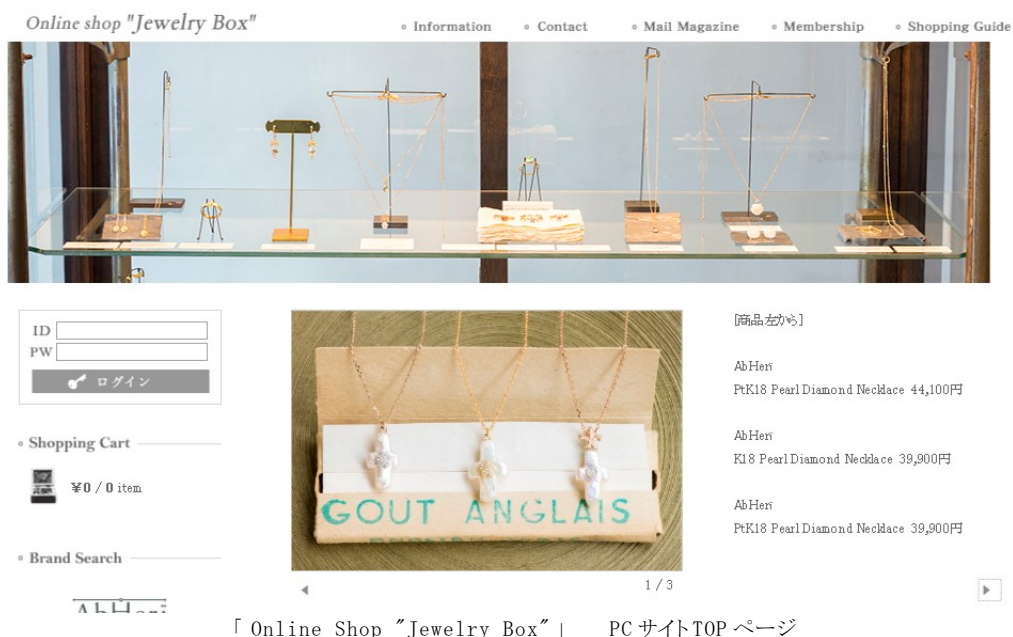 Online shop "Jewelry Box"
Information
Contact
Mail Magazine
Membership
Shopping Guide
ID
PW
ログイン
Shopping Cart
¥0 / 0 item
Brand Search
AbHeri
GOUT ANGLAIS
1 / 3
[商品左から]
AbHeri
PtK18 Pearl Diamond Necklace 44,100円
AbHeri
K18 Pearl Diamond Necklace 39,900円
AbHeri
PtK18 Pearl Diamond Necklace 39,900円
「Online Shop "Jewelry Box"」 PCサイトTOPページ